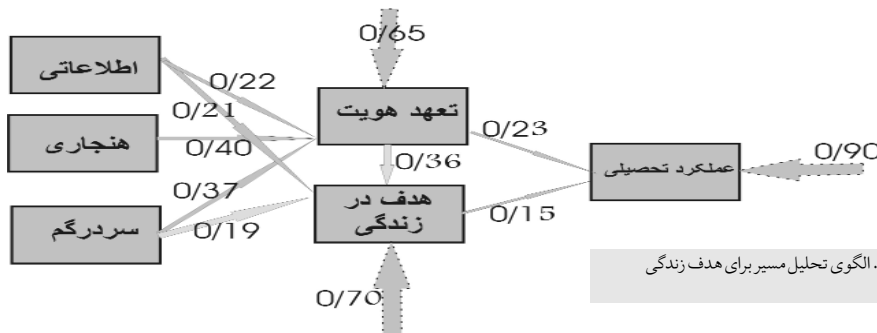 0/65
اطلاعاتی
0/22
تعهد هویت
0/21
0/23
هنجاری
0/40
0/36
عملکرد تحصیلی
0/90
0/37
هدف در
زندگی
0/15
سردرگم
0/19
. الگوی تحلیل مسیر برای هدف زندگی
0/70